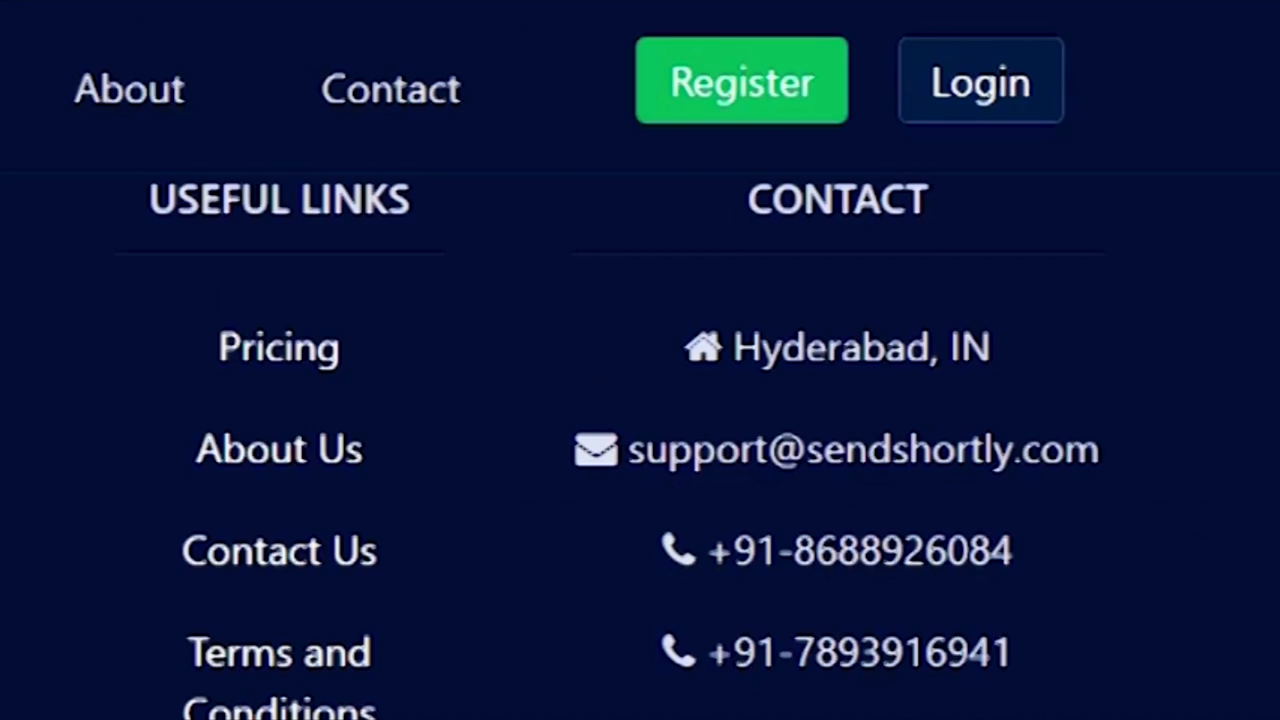 About
Contact
Register
Login
USEFUL LINKS
Pricing
About Us
Contact Us
Terms and
Conditions
CONTACT
Hyderabad, IN
support@sendshortly.com
+91-8688926084
+91-7893916941